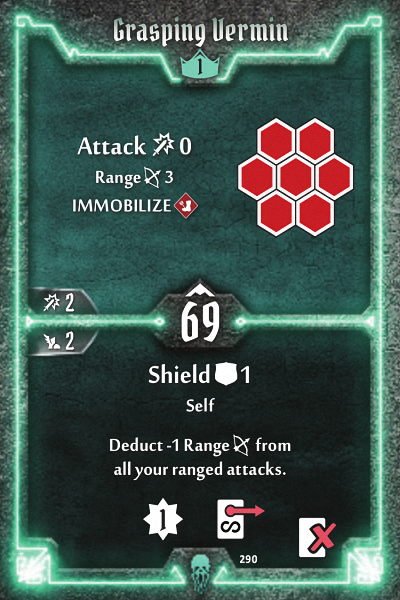 Grasping Vermin
1
Attack 0
Range 3
IMMOBILIZE
2
69
2
Shield 1
Self
Deduct -1 Range from
all your ranged attacks.
1
S
290